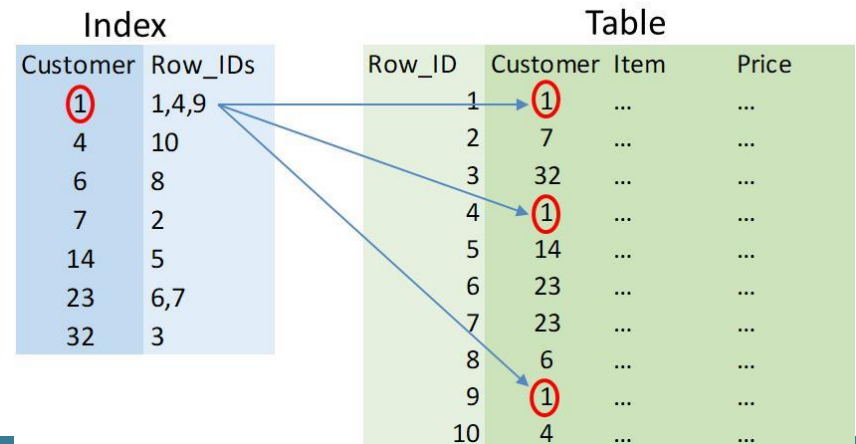 Index
Customer Row_IDs
1 1,4,9
4 10
6 8
7 2
14 5
23 6,7
32 3
Table
Row_ID Customer Item Price
1 1 ... ...
2 7 ... ...
3 32 ... ...
4 1 ... ...
5 14 ... ...
6 23 ... ...
7 23 ... ...
8 6 ... ...
9 1 ... ...
10 4 ... ...